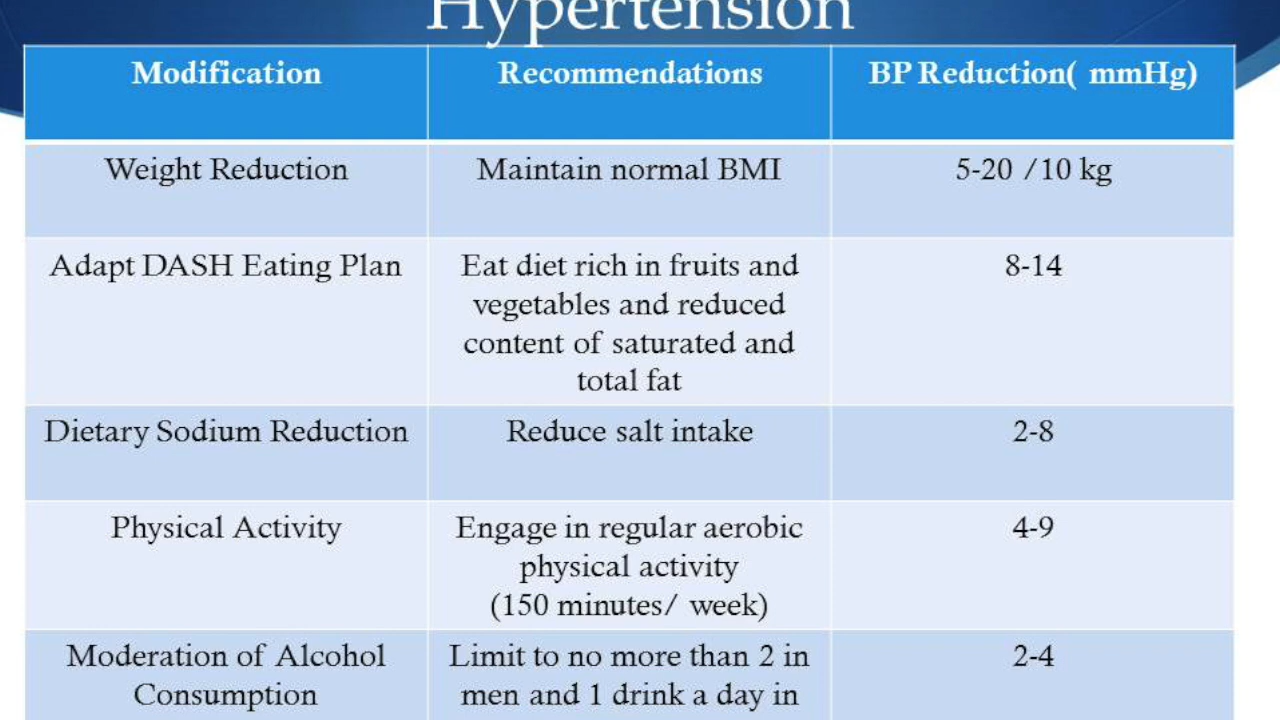 Hypertension
Modification Recommendations BP Reduction( mmHg)
Weight Reduction Maintain normal BMI 5-20 /10 kg
Adapt DASH Eating Plan Eat diet rich in fruits and 8-14
vegetables and reduced
content of saturated and
total fat
Dietary Sodium Reduction Reduce salt intake 2-8
Physical Activity Engage in regular aerobic 4-9
physical activity
(150 minutes/ week)
Moderation of Alcohol Limit to no more than 2 in 2-4
Consumption men and 1 drink a day in